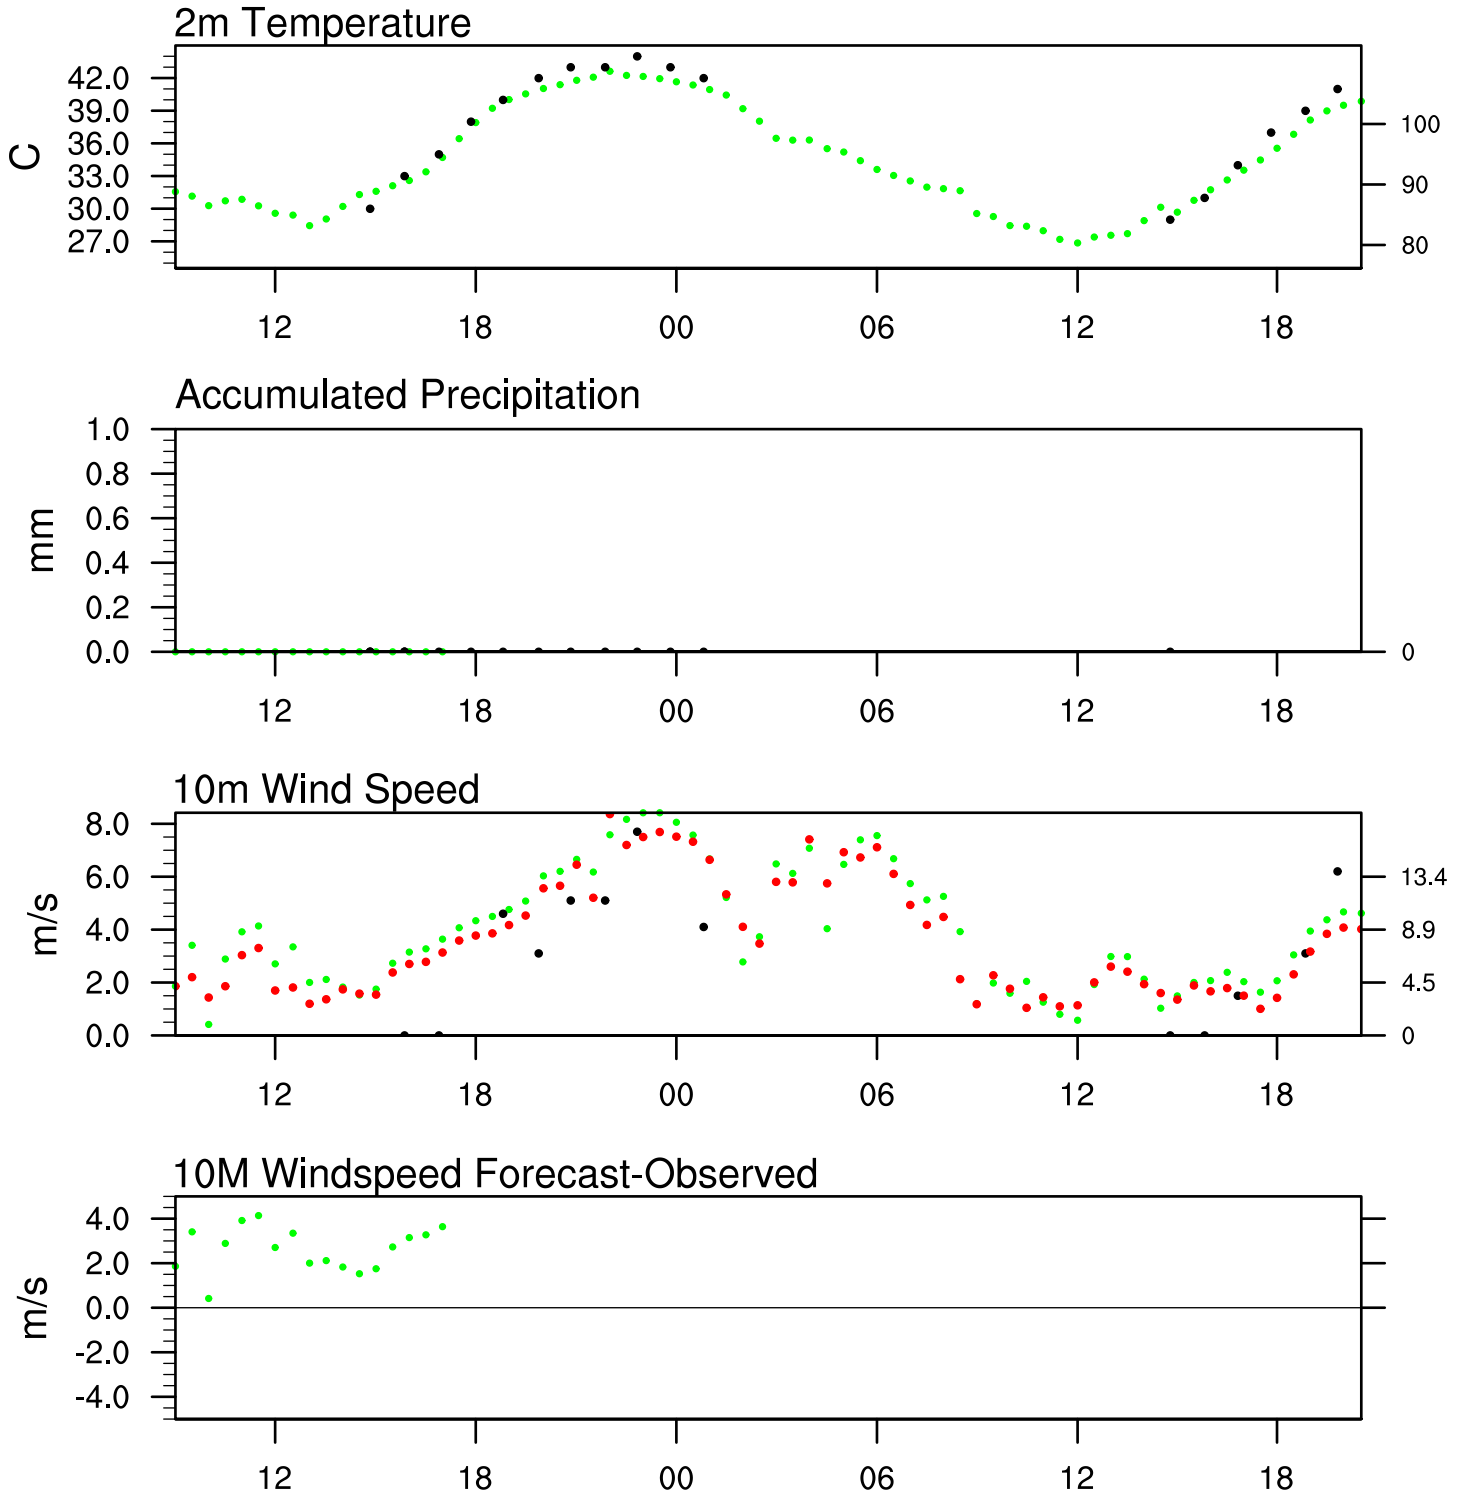 2m Temperature
42.0
39.0
36.0
33.0
30.0
27.0
C
100
90
80
12 18 00 06 12 18
Accumulated Precipitation
1.0
0.8
0.6
0.4
0.2
0.0
mm
0
12 18 00 06 12 18
10m Wind Speed
8.0
6.0
4.0
2.0
0.0
m/s
13.4
8.9
4.5
0
12 18 00 06 12 18
10M Windspeed Forecast-Observed
4.0
2.0
0.0
-2.0
-4.0
m/s
12 18 00 06 12 18